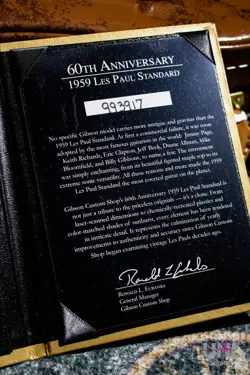 60TH ANNIVERSARY
1959 LES PAUL STANDARD
993917
No specific Gibson model carries more intrigue and gravitas than the
1959 Les Paul Standard. At first a commercial failure, it was soon
adopted by the most famous guitarists in the world: Jimmy Page,
Keith Richards, Eric Clapton, Jeff Beck, Duane Allman, Mike
Bloomfield, and Billy Gibbons, to name a few. The instrument
was simply enchanting, from its beautiful figured maple top to its
extreme sonic versatility. All these reasons and more made the 1959
Les Paul Standard the most coveted guitar on the planet.
Gibson Custom Shop's 60th Anniversary 1959 Les Paul Standard is
not just a tribute to the priceless originals — it's a clone. From
laser-scanned dimensions to chemically-recreated plastics and
color-matched shades of sunburst, every element has been rendered
in intricate detail. It represents the culmination of yearly
improvements to authenticity and accuracy since Gibson Custom
Shop began examining vintage Les Pauls decades ago.
RONALD L. EUBANKS
General Manager
Gibson Custom Shop